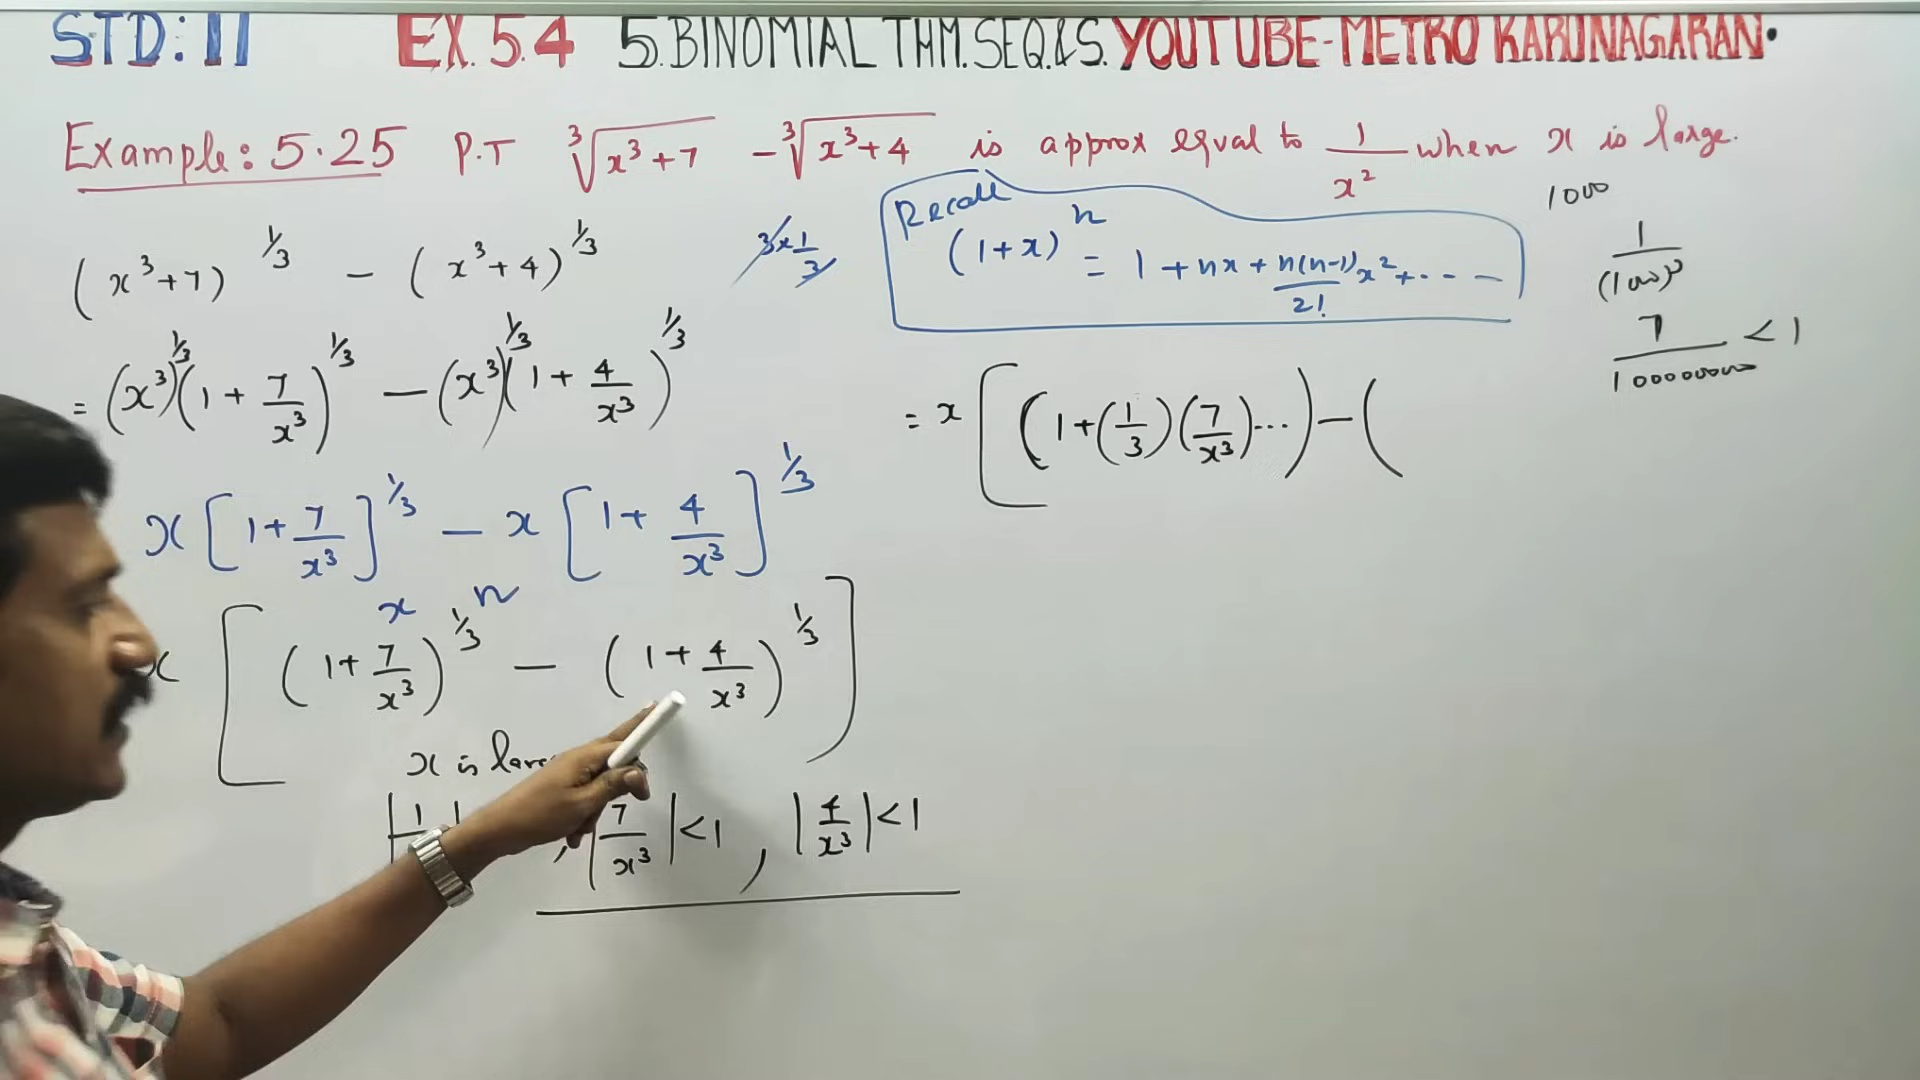 STD: 11 EX. 5.4 5.BINOMIAL THM.SEQ.&S. YOUTUBE-METRO KARUNAGARAN.
Example: 5.25 P.T ∛(x³+7) - ∛(x³+4) is approx equal to 1/x² when x is large.
(x³+7)^1/3 - (x³+4)^1/3
3×1/3
= (x³)^1/3 (1+7/x³)^1/3 - (x³)^1/3 (1+4/x³)^1/3
x[1+7/x³]^1/3 - x[1+4/x³]^1/3
x n
x[(1+7/x³)^1/3 - (1+4/x³)^1/3]
x is
, |7/x³|<1, |4/x³|<1
Recall
(1+x)^n = 1+nx+n(n-1)/2! x²+...--
= x[(1+(1/3)(7/x³)...)-(
1000
7/100000000 < 1